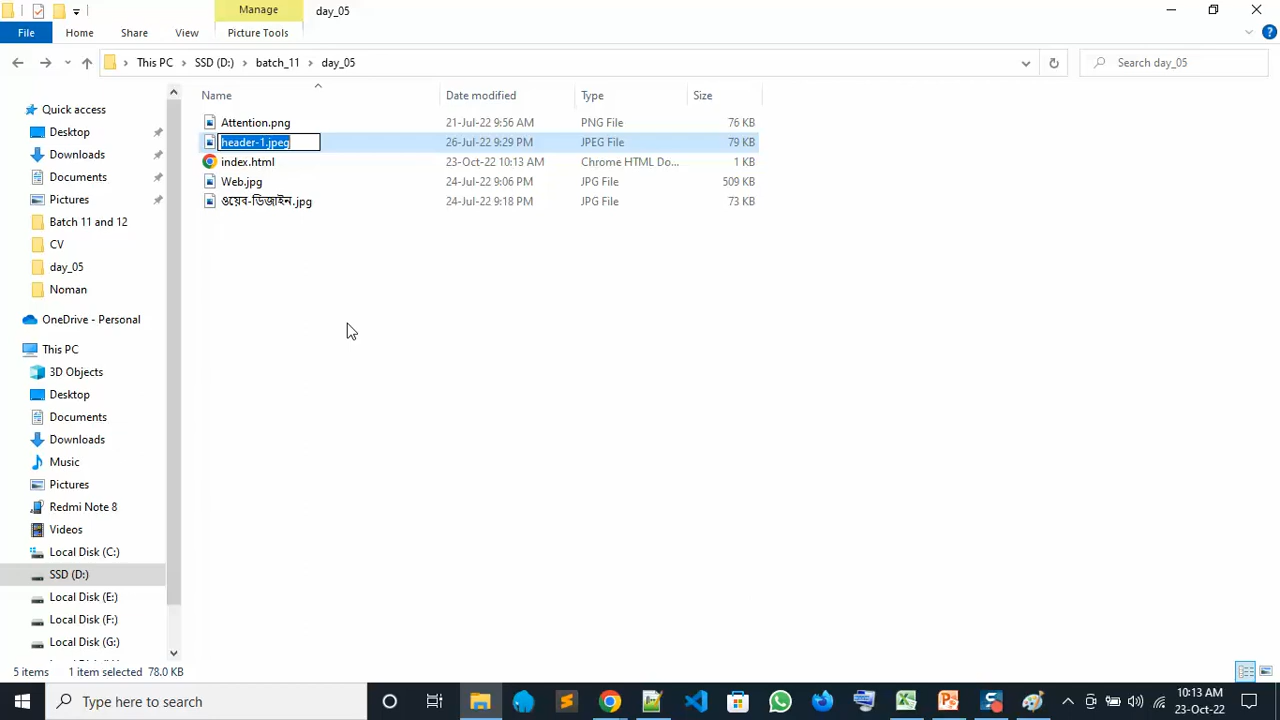 Manage
day_05
File
Home
Share
View
Picture Tools
This PC
SSD (D:)
batch_11
day_05
Search day_05
Name
Date modified
Type
Size
Attention.png
21-Jul-22 9:56 AM
PNG File
76 KB
header-1.jpeg
26-Jul-22 9:29 PM
JPEG File
79 KB
index.html
23-Oct-22 10:13 AM
Chrome HTML Do...
1 KB
Web.jpg
24-Jul-22 9:06 PM
JPG File
509 KB
ওয়েব-ডিজাইন.jpg
24-Jul-22 9:18 PM
JPG File
73 KB
Quick access
Desktop
Downloads
Documents
Pictures
Batch 11 and 12
CV
day_05
Noman
OneDrive - Personal
This PC
3D Objects
Desktop
Documents
Downloads
Music
Pictures
Redmi Note 8
Videos
Local Disk (C:)
SSD (D:)
Local Disk (E:)
Local Disk (F:)
Local Disk (G:)
5 items
1 item selected 78.0 KB
Type here to search
10:13 AM
23-Oct-22